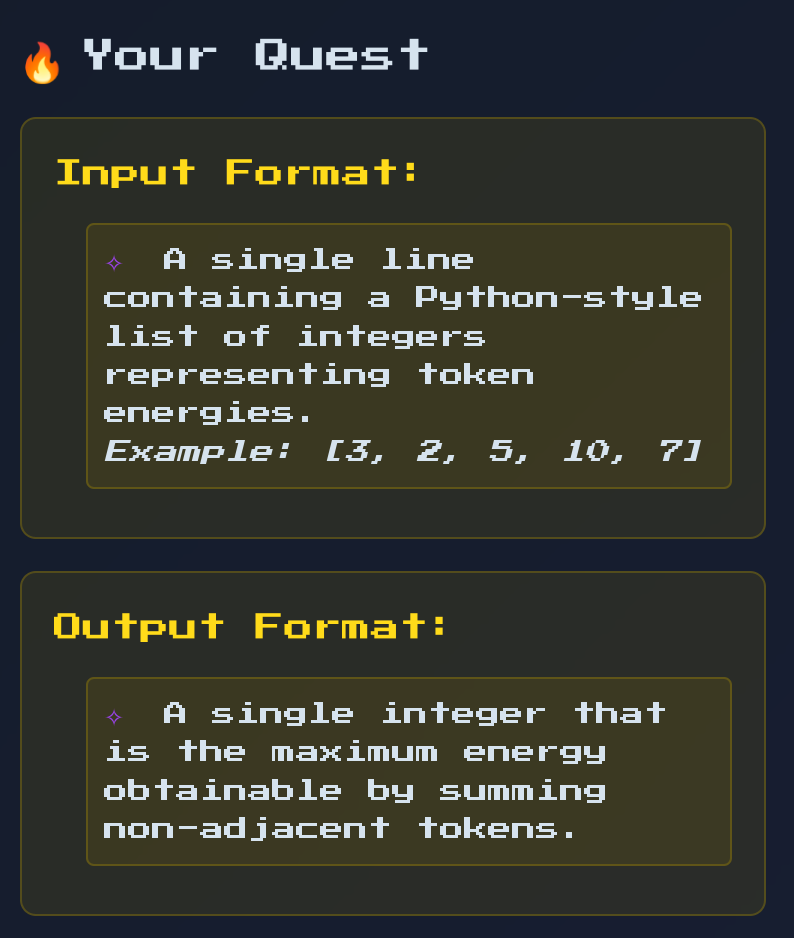 🔥 Your Quest
Input Format:
✧ A single line
containing a Python-style
list of integers
representing token
energies.
Example: [3, 2, 5, 10, 7]
Output Format:
✧ A single integer that
is the maximum energy
obtainable by summing
non-adjacent tokens.